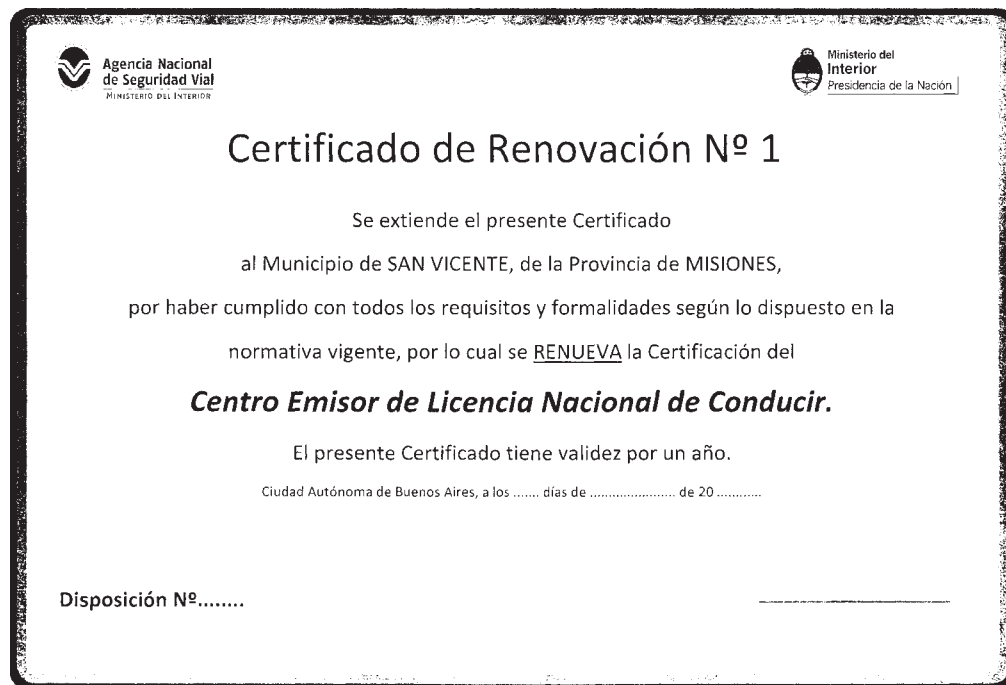 Agencia Nacional
de Seguridad Vial
MINISTERIO DEL INTERIOR
Ministerio del
Interior
Presidencia de la Nación
Certificado de Renovación Nº 1
Se extiende el presente Certificado
al Municipio de SAN VICENTE, de la Provincia de MISIONES,
por haber cumplido con todos los requisitos y formalidades según lo dispuesto en la
normativa vigente, por lo cual se RENUEVA la Certificación del
Centro Emisor de Licencia Nacional de Conducir.
El presente Certificado tiene validez por un año.
Ciudad Autónoma de Buenos Aires, a los ....... días de ....................... de 20 ............
Disposición Nº........